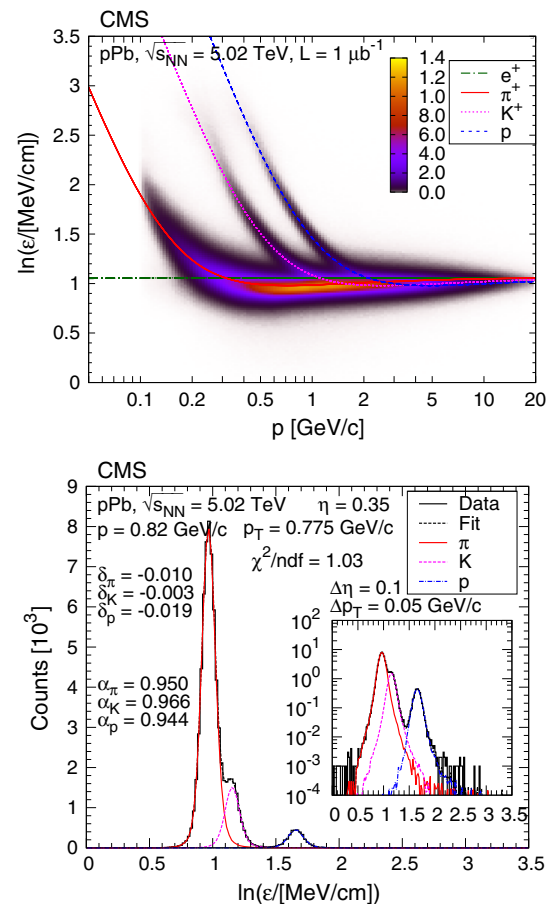 CMS
pPb, √sNN = 5.02 TeV, L = 1 μb⁻¹
1.4
1.2
8.0
6.0
4.0
2.0
0.0
e⁺
π⁺
K⁺
p
3.5
3
2.5
2
1.5
1
0.5
0
ln(ε/[MeV/cm])
0.1 0.2 0.5 1 2 5 10 20
p [GeV/c]
CMS
pPb, √sNN = 5.02 TeV η = 0.35
p = 0.82 GeV/c pT = 0.775 GeV/c
χ²/ndf = 1.03
Data
Fit
π
K
p
δπ = -0.010
δK = -0.003
δp = -0.019
απ = 0.950
αK = 0.966
αp = 0.944
Δη = 0.1
ΔpT = 0.05 GeV/c
10²
10¹
10⁰
10⁻¹
10⁻²
10⁻³
10⁻⁴
0 0.5 1 1.5 2 2.5 3 3.5
9
8
7
6
5
4
3
2
1
0
Counts [10³]
0 0.5 1 1.5 2 2.5 3 3.5
ln(ε/[MeV/cm])